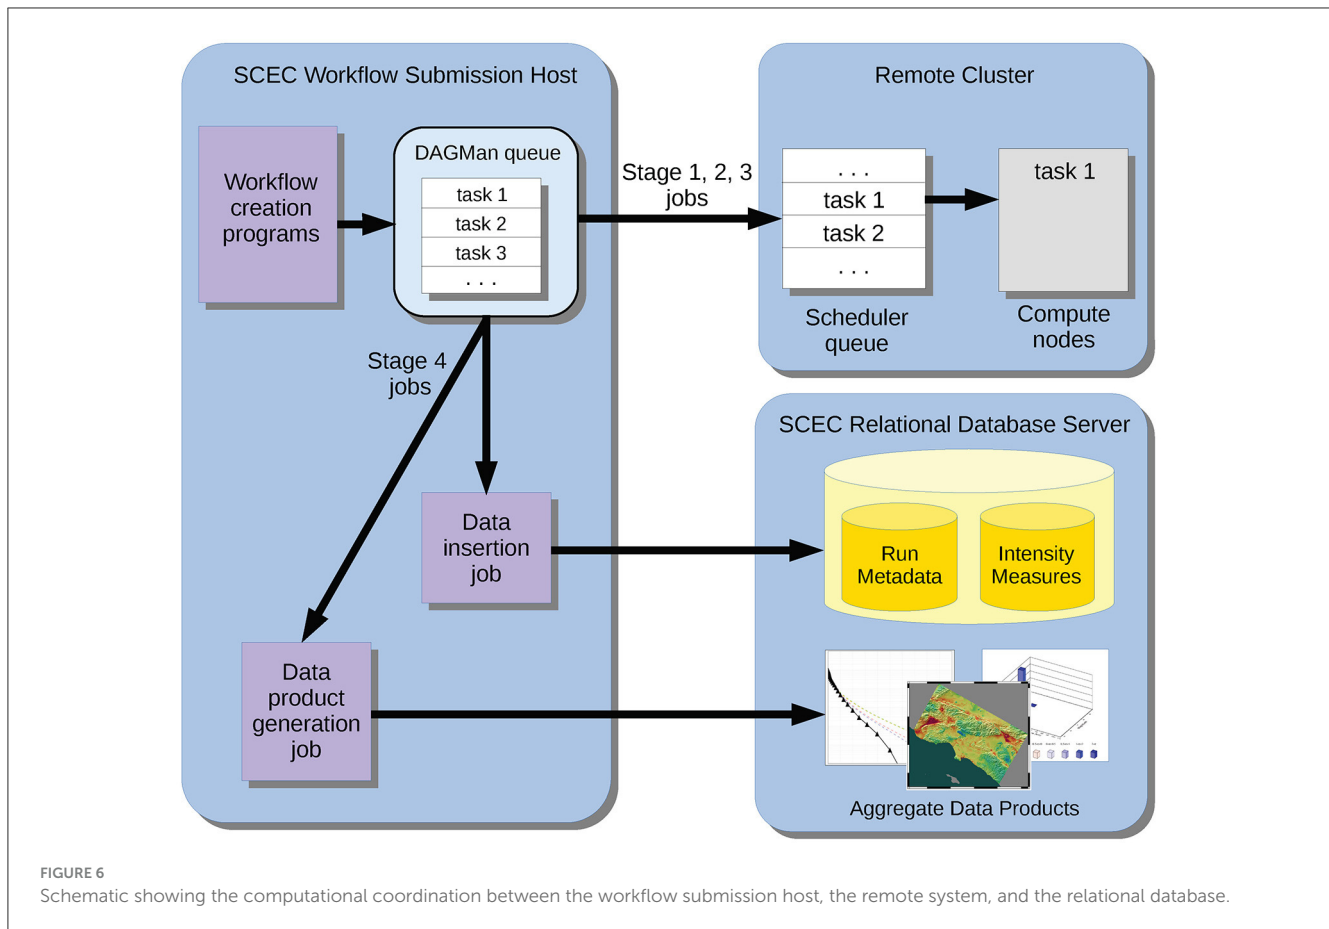 SCEC Workflow Submission Host
Workflow
creation
programs
DAGMan queue
task 1
task 2
task 3
. . .
Stage 1, 2, 3
jobs
Stage 4
jobs
Data
insertion
job
Data
product
generation
job
Remote Cluster
. . .
task 1
task 2
. . .
Scheduler
queue
task 1
Compute
nodes
SCEC Relational Database Server
Run
Metadata
Intensity
Measures
Aggregate Data Products
FIGURE 6
Schematic showing the computational coordination between the workflow submission host, the remote system, and the relational database.